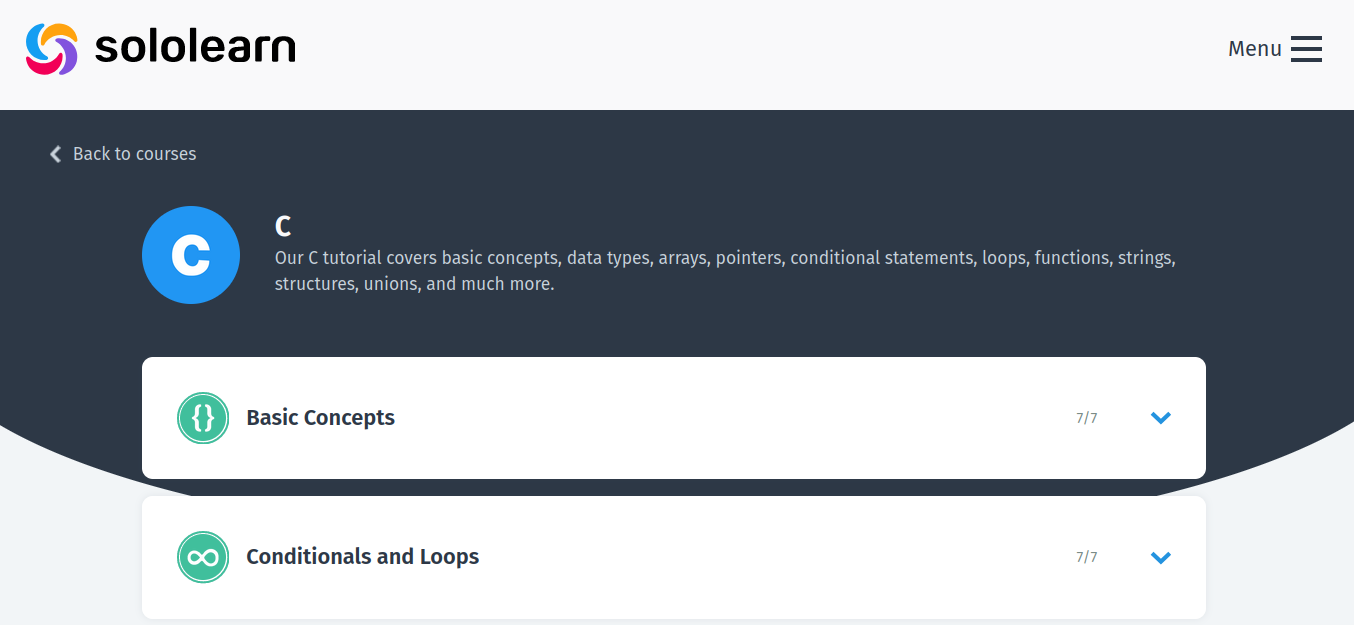 sololearn
Menu
Back to courses
C
C
Our C tutorial covers basic concepts, data types, arrays, pointers, conditional statements, loops, functions, strings,
structures, unions, and much more.
{} Basic Concepts 7/7
Conditionals and Loops 7/7